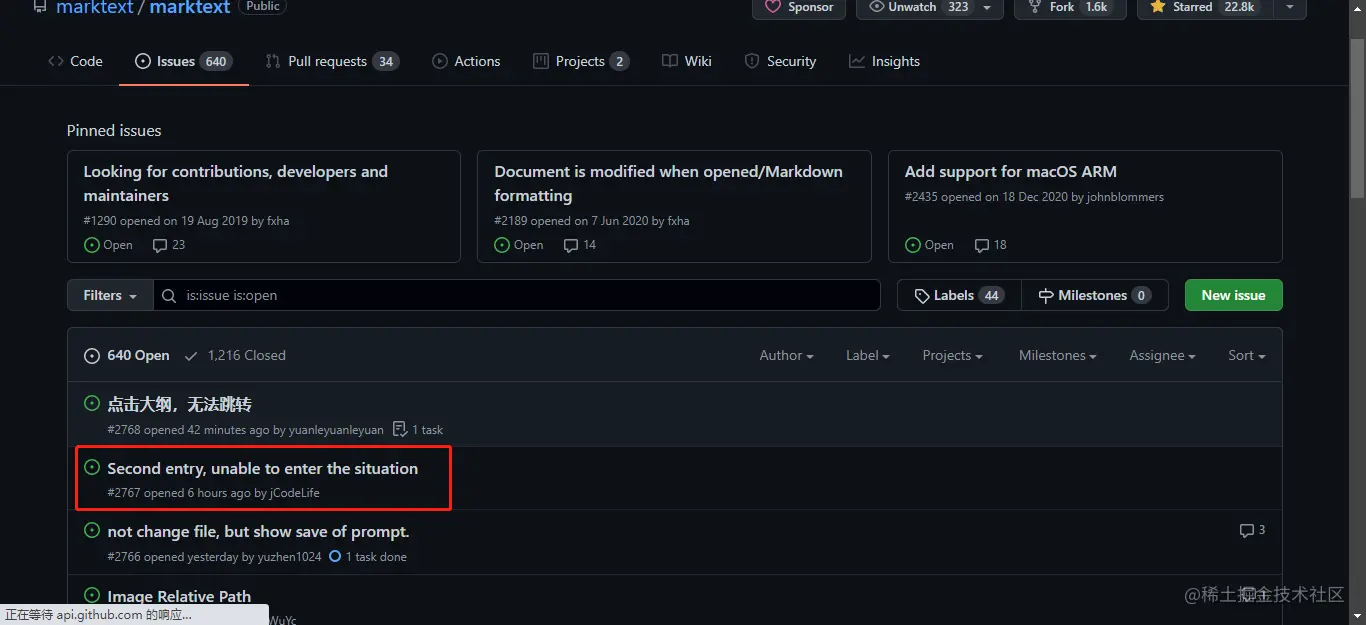 marktext / marktext Public
Sponsor Unwatch 323 Fork 1.6k Starred 22.8k
Code Issues 640 Pull requests 34 Actions Projects 2 Wiki Security Insights
Pinned issues
Looking for contributions, developers and
maintainers
#1290 opened on 19 Aug 2019 by fxha
Open 23
Document is modified when opened/Markdown
formatting
#2189 opened on 7 Jun 2020 by fxha
Open 14
Add support for macOS ARM
#2435 opened on 18 Dec 2020 by johnblommers
Open 18
Filters is:issue is:open Labels 44 Milestones 0 New issue
640 Open 1,216 Closed Author Label Projects Milestones Assignee Sort
点击大纲，无法跳转
#2768 opened 42 minutes ago by yuanleyuanleyuan 1 task
Second entry, unable to enter the situation
#2767 opened 6 hours ago by jCodeLife
not change file, but show save of prompt.
3
#2766 opened yesterday by yuzhen1024 1 task done
Image Relative Path
@稀土掘金技术社区
正在等待 api.github.com 的响应...
WuYc